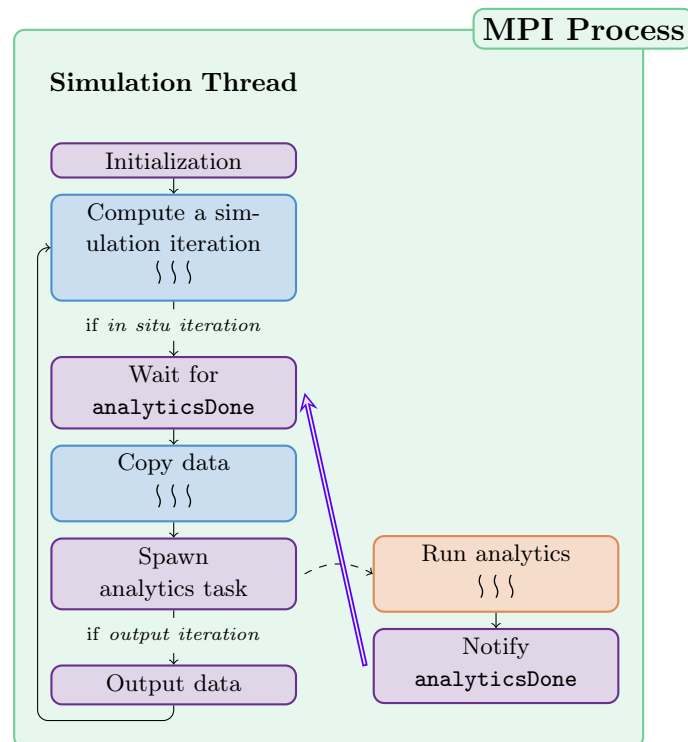 MPI Process
Simulation Thread
Initialization
Compute a sim-
ulation iteration
if in situ iteration
Wait for
analyticsDone
Copy data
Spawn
analytics task
if output iteration
Output data
Run analytics
Notify
analyticsDone